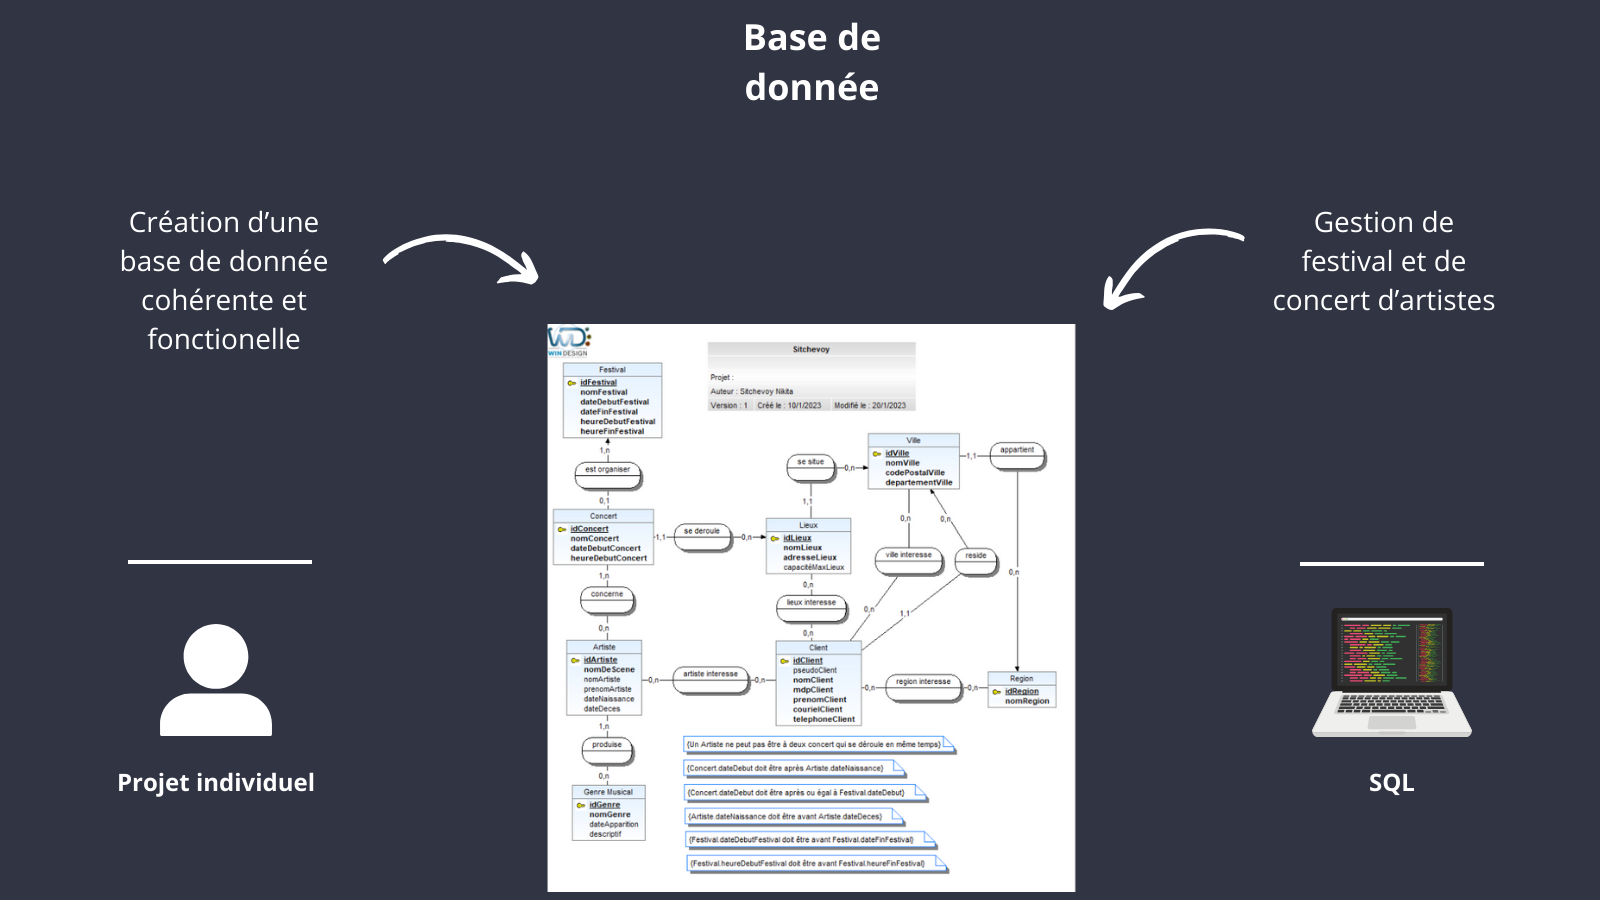 Base de
donnée
Création d’une
base de donnée
cohérente et
fonctionelle
Gestion de
festival et de
concert d’artistes
WD:
WIN DESIGN
Sitchevoy
Projet :
Auteur : Sitchevoy Nikita
Version : 1 Créé le : 10/1/2023 Modifié le : 20/1/2023
Festival
idFestival
nomFestival
dateDebutFestival
dateFinFestival
heureDebutFestival
heureFinFestival
1,n
est organiser
0,1
Concert
idConcert
nomConcert
dateDebutConcert
heureDebutConcert
1,1
se deroule
0,n
Lieux
idLieux
nomLieux
adresseLieux
capacitéMaxLieux
1,1
se situe
0,n
Ville
idVille
nomVille
codePostalVille
departementVille
1,1
appartient
0,n
0,n
ville interesse
0,n
0,n
reside
1,1
0,n
lieux interesse
0,n
1,n
concerne
0,n
Artiste
idArtiste
nomDeScene
nomArtiste
prenomArtiste
dateNaissance
dateDeces
0,n
artiste interesse
0,n
Client
idClient
pseudoClient
nomClient
mdpClient
prenomClient
courielClient
telephoneClient
0,n
region interesse
0,n
Region
idRegion
nomRegion
1,n
produise
0,n
Genre Musical
idGenre
nomGenre
dateApparition
descriptif
{Un Artiste ne peut pas être à deux concert qui se déroule en même temps}
{Concert.dateDebut doit être après Artiste.dateNaissance}
{Concert.dateDebut doit être après ou égal à Festival.dateDebut}
{Artiste.dateNaissance doit être avant Artiste.dateDeces}
{Festival.dateDebutFestival doit être avant Festival.dateFinFestival}
{Festival.heureDebutFestival doit être avant Festival.heureFinFestival}
Projet individuel
SQL